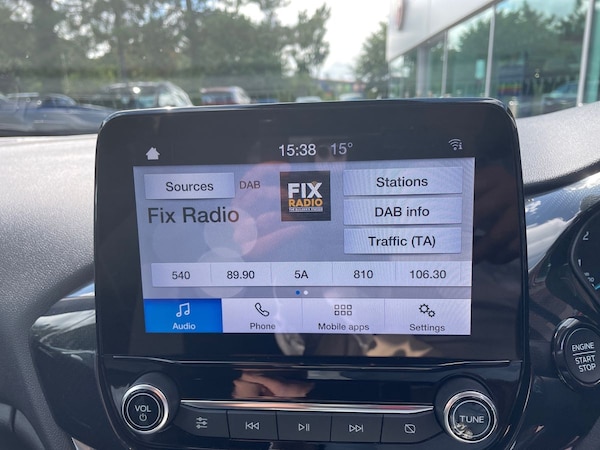 15:38 15°
Sources DAB
FIX
RADIO
Fix Radio
Stations
DAB info
Traffic (TA)
540 89.90 5A 810 106.30
Audio Phone Mobile apps Settings
VOL
TUNE
ENGINE
START
STOP